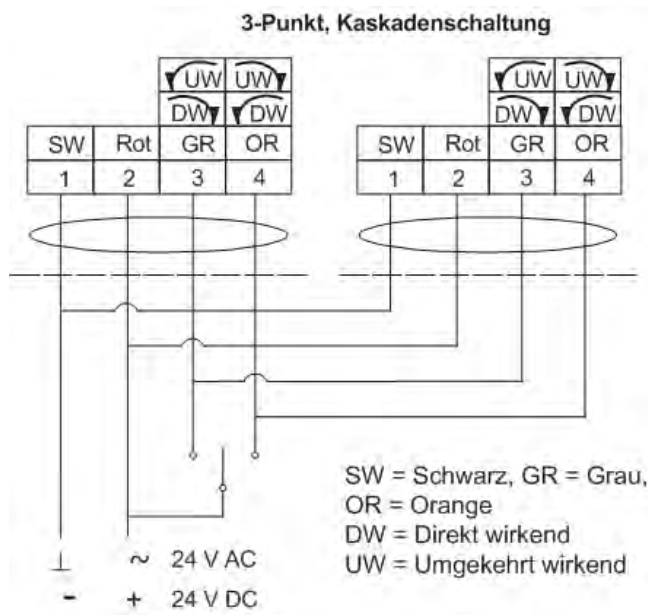 3-Punkt, Kaskadenschaltung
UW UW UW UW
DW DW DW DW
SW Rot GR OR SW Rot GR OR
1 2 3 4 1 2 3 4
SW = Schwarz, GR = Grau,
OR = Orange
DW = Direkt wirkend
UW = Umgekehrt wirkend
⊥ ~ 24 V AC
- + 24 V DC